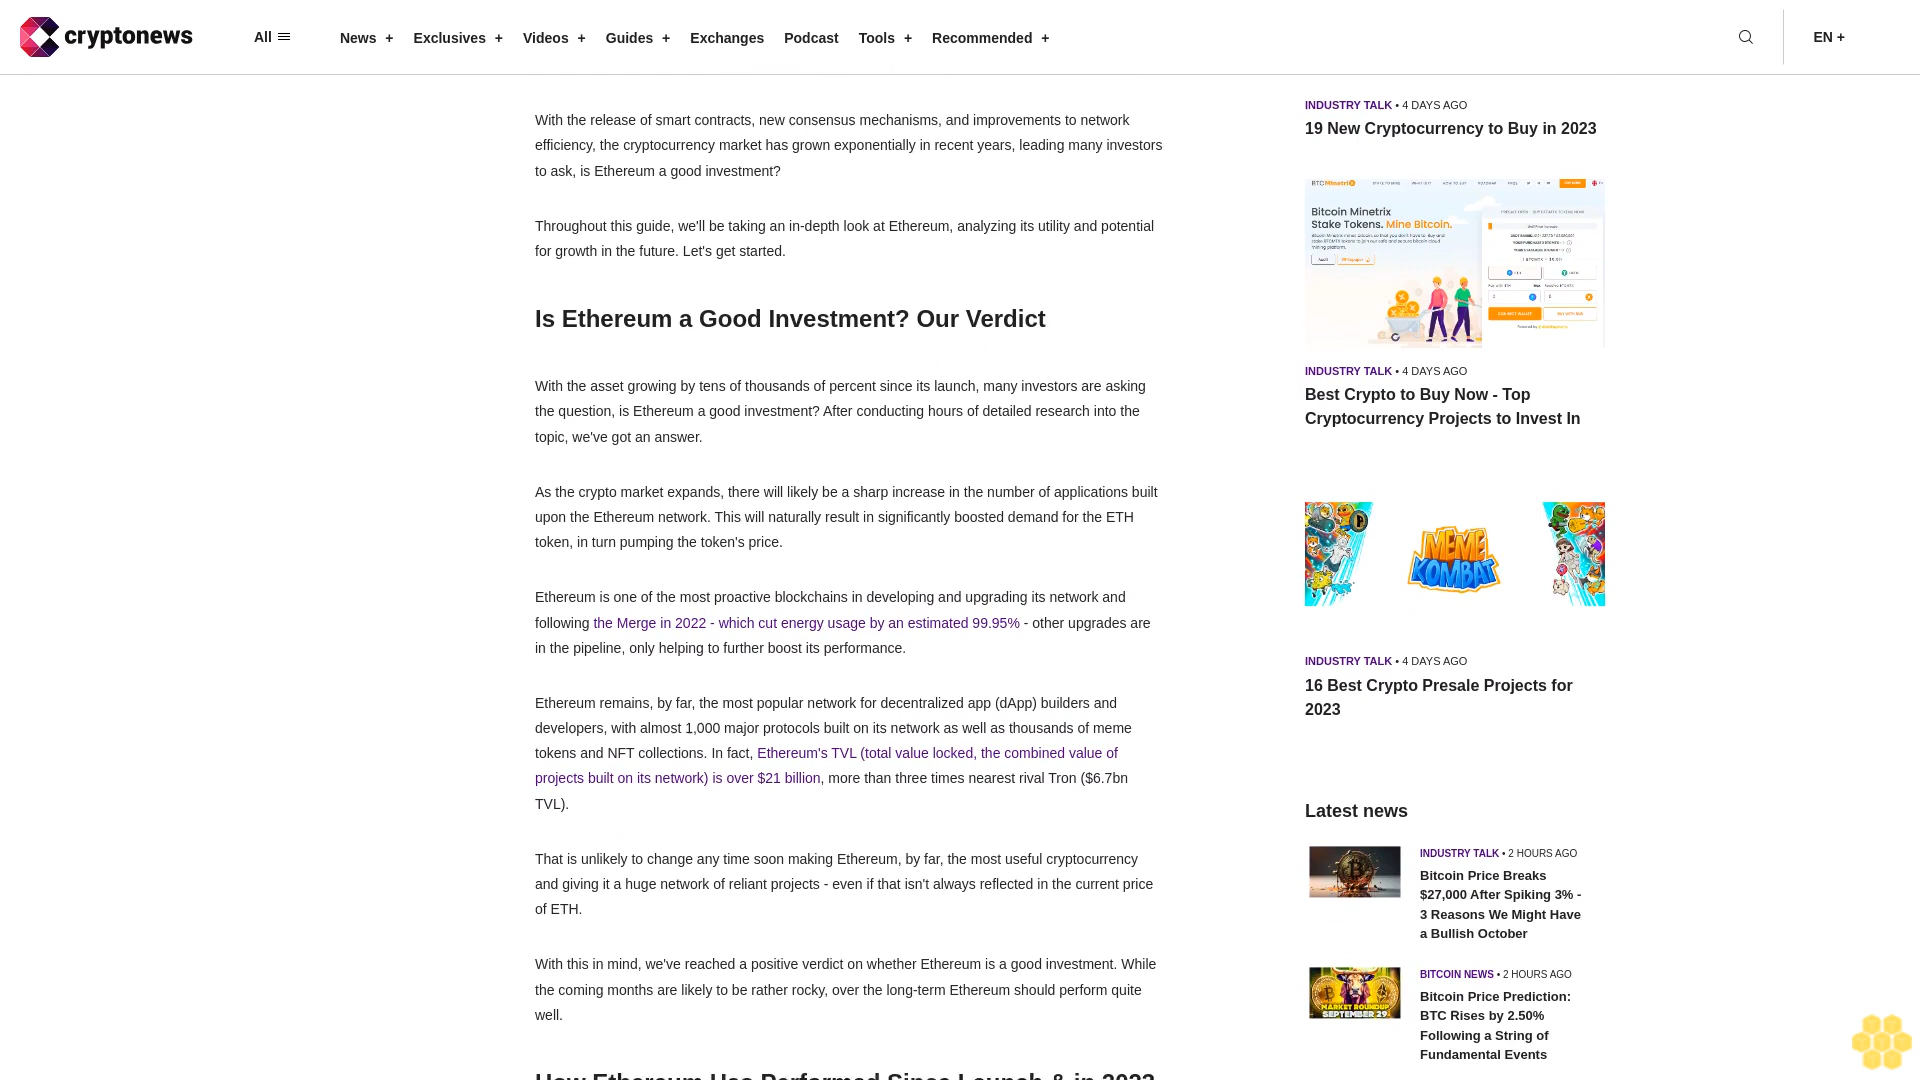 cryptonews
All
News +
Exclusives +
Videos +
Guides +
Exchanges
Podcast
Tools +
Recommended +
EN +
With the release of smart contracts, new consensus mechanisms, and improvements to network
efficiency, the cryptocurrency market has grown exponentially in recent years, leading many investors
to ask, is Ethereum a good investment?
Throughout this guide, we'll be taking an in-depth look at Ethereum, analyzing its utility and potential
for growth in the future. Let's get started.
Is Ethereum a Good Investment? Our Verdict
With the asset growing by tens of thousands of percent since its launch, many investors are asking
the question, is Ethereum a good investment? After conducting hours of detailed research into the
topic, we've got an answer.
As the crypto market expands, there will likely be a sharp increase in the number of applications built
upon the Ethereum network. This will naturally result in significantly boosted demand for the ETH
token, in turn pumping the token's price.
Ethereum is one of the most proactive blockchains in developing and upgrading its network and
following the Merge in 2022 - which cut energy usage by an estimated 99.95% - other upgrades are
in the pipeline, only helping to further boost its performance.
Ethereum remains, by far, the most popular network for decentralized app (dApp) builders and
developers, with almost 1,000 major protocols built on its network as well as thousands of meme
tokens and NFT collections. In fact, Ethereum's TVL (total value locked, the combined value of
projects built on its network) is over $21 billion, more than three times nearest rival Tron ($6.7bn
TVL).
That is unlikely to change any time soon making Ethereum, by far, the most useful cryptocurrency
and giving it a huge network of reliant projects - even if that isn't always reflected in the current price
of ETH.
With this in mind, we've reached a positive verdict on whether Ethereum is a good investment. While
the coming months are likely to be rather rocky, over the long-term Ethereum should perform quite
well.
How Ethereum Has Performed Since Launch & in 2023
INDUSTRY TALK • 4 DAYS AGO
19 New Cryptocurrency to Buy in 2023
BTC Minetrix
Bitcoin Minetrix
Stake Tokens. Mine Bitcoin.
INDUSTRY TALK • 4 DAYS AGO
Best Crypto to Buy Now - Top
Cryptocurrency Projects to Invest In
MEME
KOMBAT
INDUSTRY TALK • 4 DAYS AGO
16 Best Crypto Presale Projects for
2023
Latest news
INDUSTRY TALK • 2 HOURS AGO
Bitcoin Price Breaks
$27,000 After Spiking 3% -
3 Reasons We Might Have
a Bullish October
MARKET ROUNDUP
SEPTEMBER 29
BITCOIN NEWS • 2 HOURS AGO
Bitcoin Price Prediction:
BTC Rises by 2.50%
Following a String of
Fundamental Events